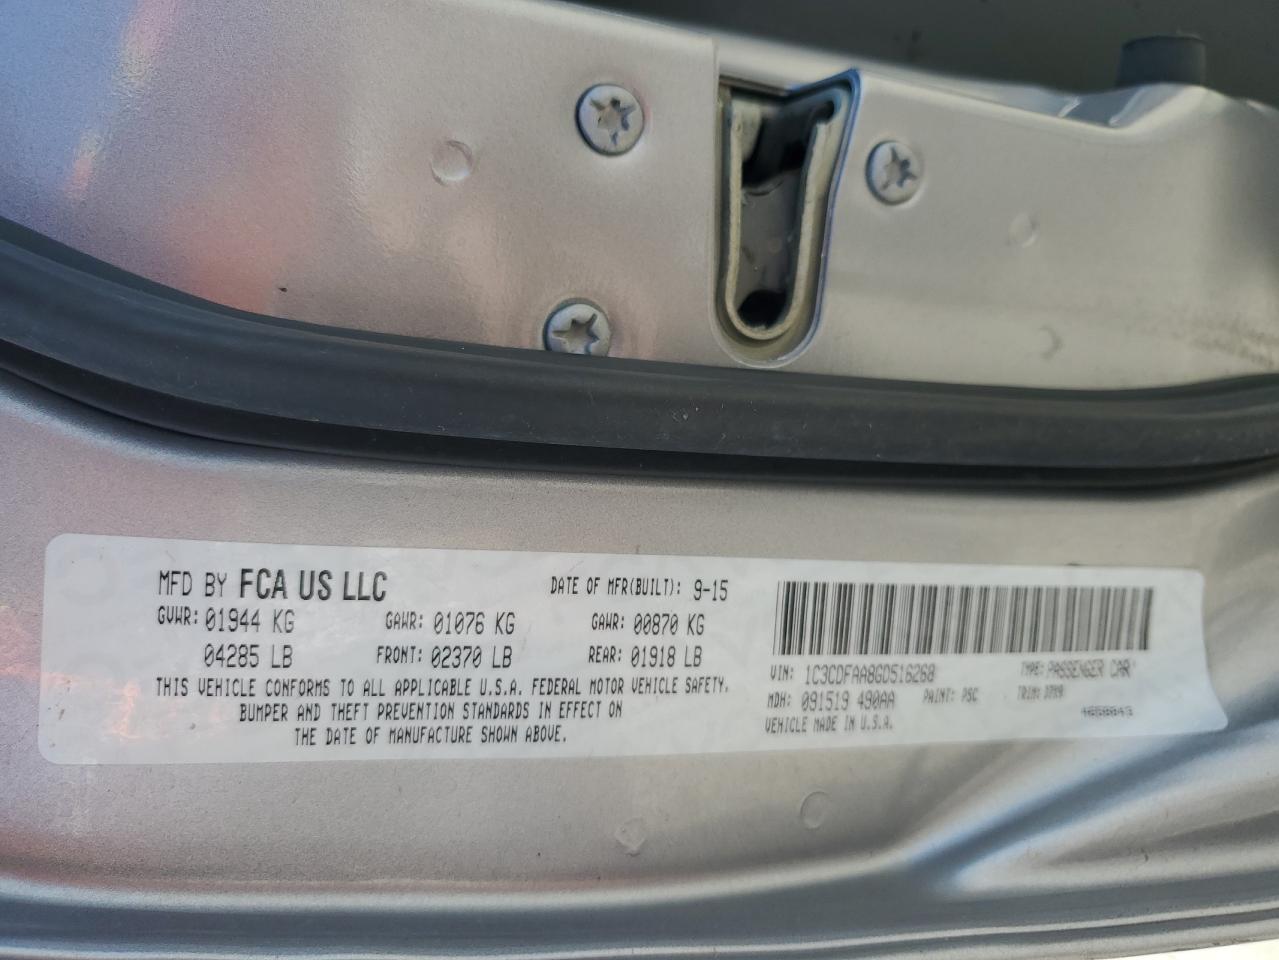 MFD BY FCA US LLC DATE OF MFR(BUILT): 9-15
GVWR: 01944 KG GAWR: 01076 KG GAWR: 00870 KG
04285 LB FRONT: 02370 LB REAR: 01918 LB
THIS VEHICLE CONFORMS TO ALL APPLICABLE U.S.A. FEDERAL MOTOR VEHICLE SAFETY,
BUMPER AND THEFT PREVENTION STANDARDS IN EFFECT ON
THE DATE OF MANUFACTURE SHOWN ABOVE.
VIN: 1C3CDFAA8GD516268 TYPE: PASSENGER CAR
MDH: 091519 490AA PAINT: PSC TRIM: DTM9
VEHICLE MADE IN U.S.A. 4658843